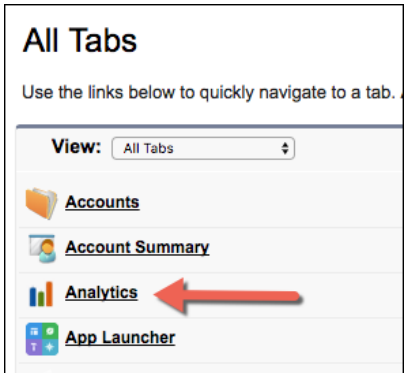 All Tabs
Use the links below to quickly navigate to a tab.
View: All Tabs
Accounts
Account Summary
Analytics
App Launcher